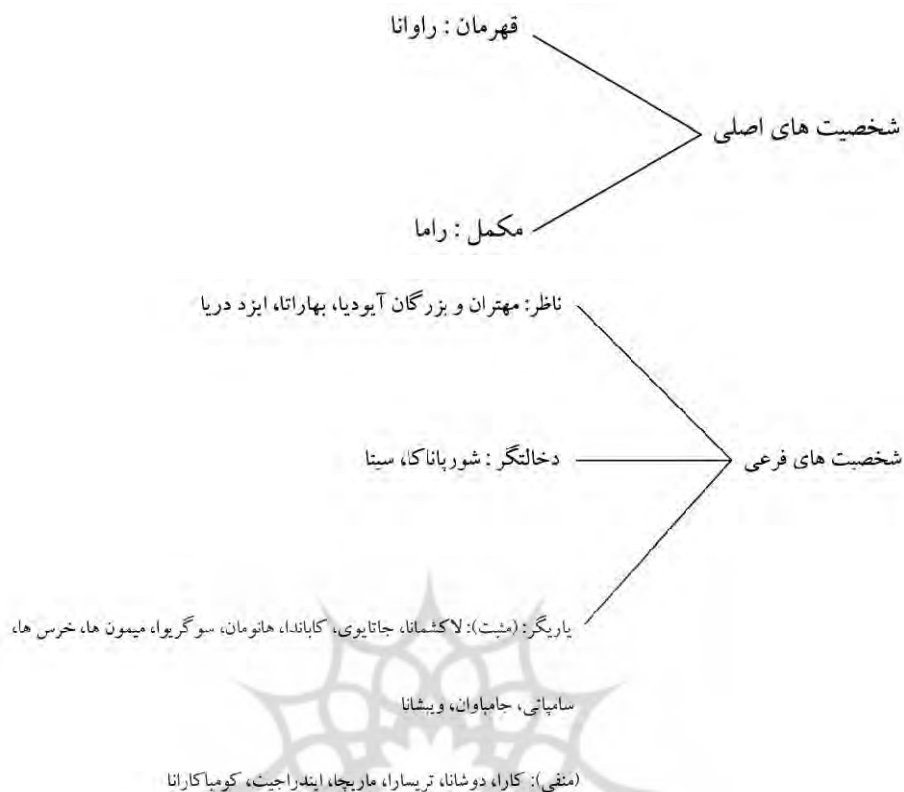 قهرمان : راوانا
شخصیت های اصلی
مکمل : راما
ناظر: مهتران و بزرگان آیودیا، بهاراتا، ایزد دریا
دخالتگر : شورپاناکا، سیتا
شخصیت های فرعی
یاریگر: (مثبت): لاکشمانا، جاتایوی، کاباندا، هانومان، سوگریوا، میمون ها، خرس ها،
سامپاتی، جامباوان، ویبشانا
(منفی): کارا، دوشانا، تریسارا، ماریچا، ایندراجیت، کومباکارانا